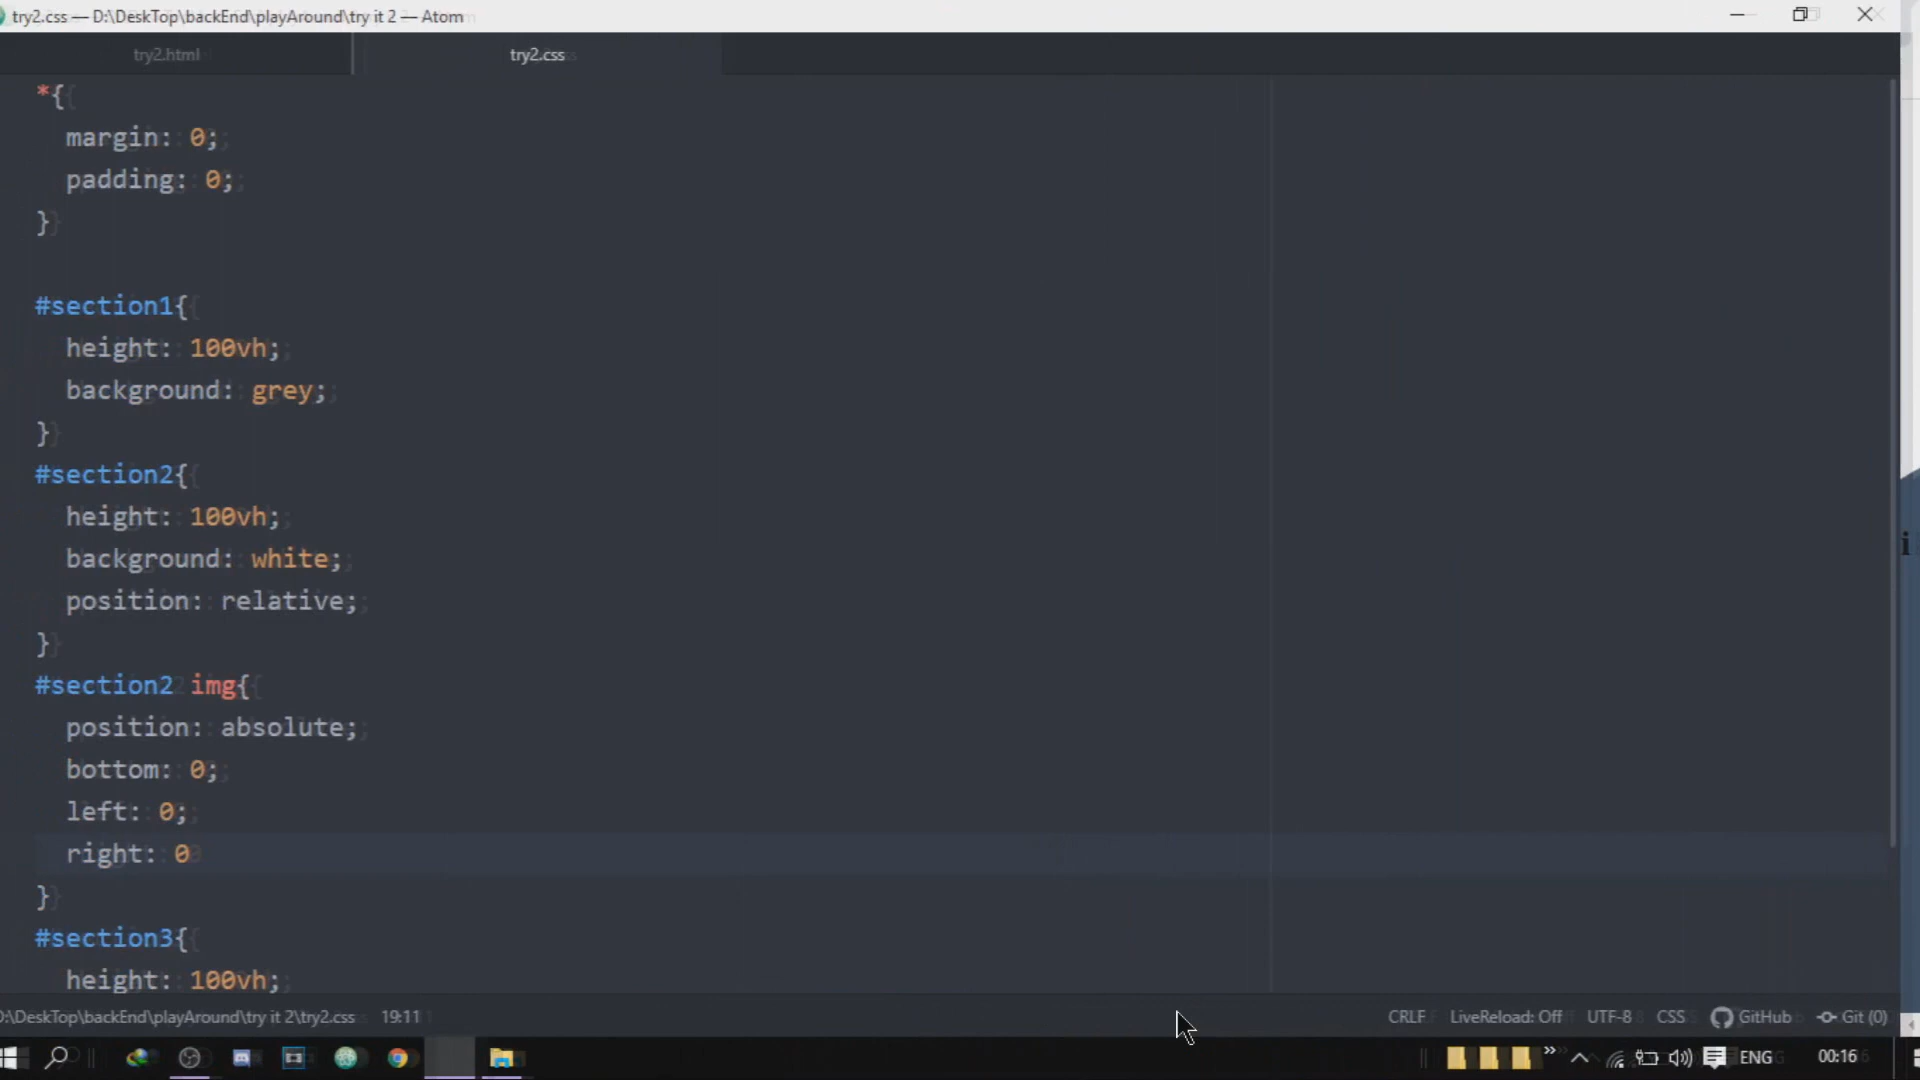 try2.css — D:\DeskTop\backEnd\playAround\try it 2 — Atom
try2.html
try2.css
*{
margin: 0;
padding: 0;
}
#section1{
height: 100vh;
background: grey;
}
#section2{
height: 100vh;
background: white;
position: relative;
}
#section2 img{
position: absolute;
bottom: 0;
left: 0;
right: 0
}
#section3{
height: 100vh;
i
:\DeskTop\backEnd\playAround\try it 2\try2.css 19:11 CRLF LiveReload: Off UTF-8 CSS GitHub Git (0)
ENG 00:16